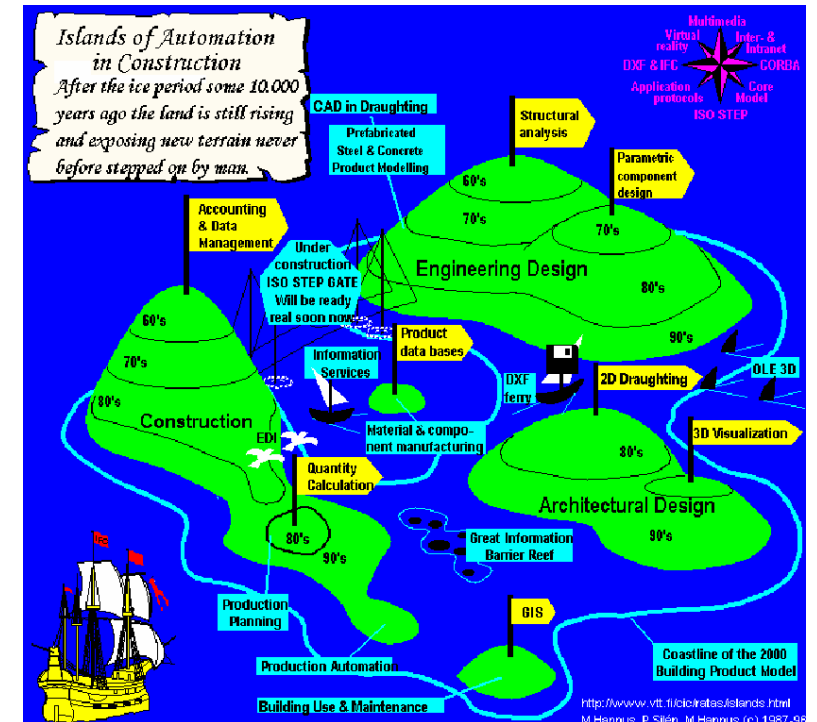 Islands of Automation
in Construction
After the ice period some 10.000
years ago the land is still rising
and exposing new terrain never
before stepped on by man.
Multimedia
Virtual
reality
Inter- &
Intranet
DXF & IFC
CORBA
Application
protocols
Core
Model
ISO STEP
CAD in Draughting
Prefabricated
Steel & Concrete
Product Modelling
Structural
analysis
Parametric
component
design
60's
70's
70's
Engineering Design
80's
90's
Accounting
& Data
Management
Under
construction
ISO STEP GATE
Will be ready
real soon now
60's
70's
80's
Construction
EDI
Information
Services
Product
data bases
DXF
ferry
2D Draughting
OLE 3D
Material & compo-
nent manufacturing
3D Visualization
80's
Architectural Design
90's
Quantity
Calculation
80's
90's
Great Information
Barrier Reef
Production
Planning
GIS
Production Automation
Building Use & Maintenance
Coastline of the 2000
Building Product Model
http://www.vtt.fi/cic/ratas/islands.html
M.Hannus, P.Silén, M.Hannus (c) 1987-96